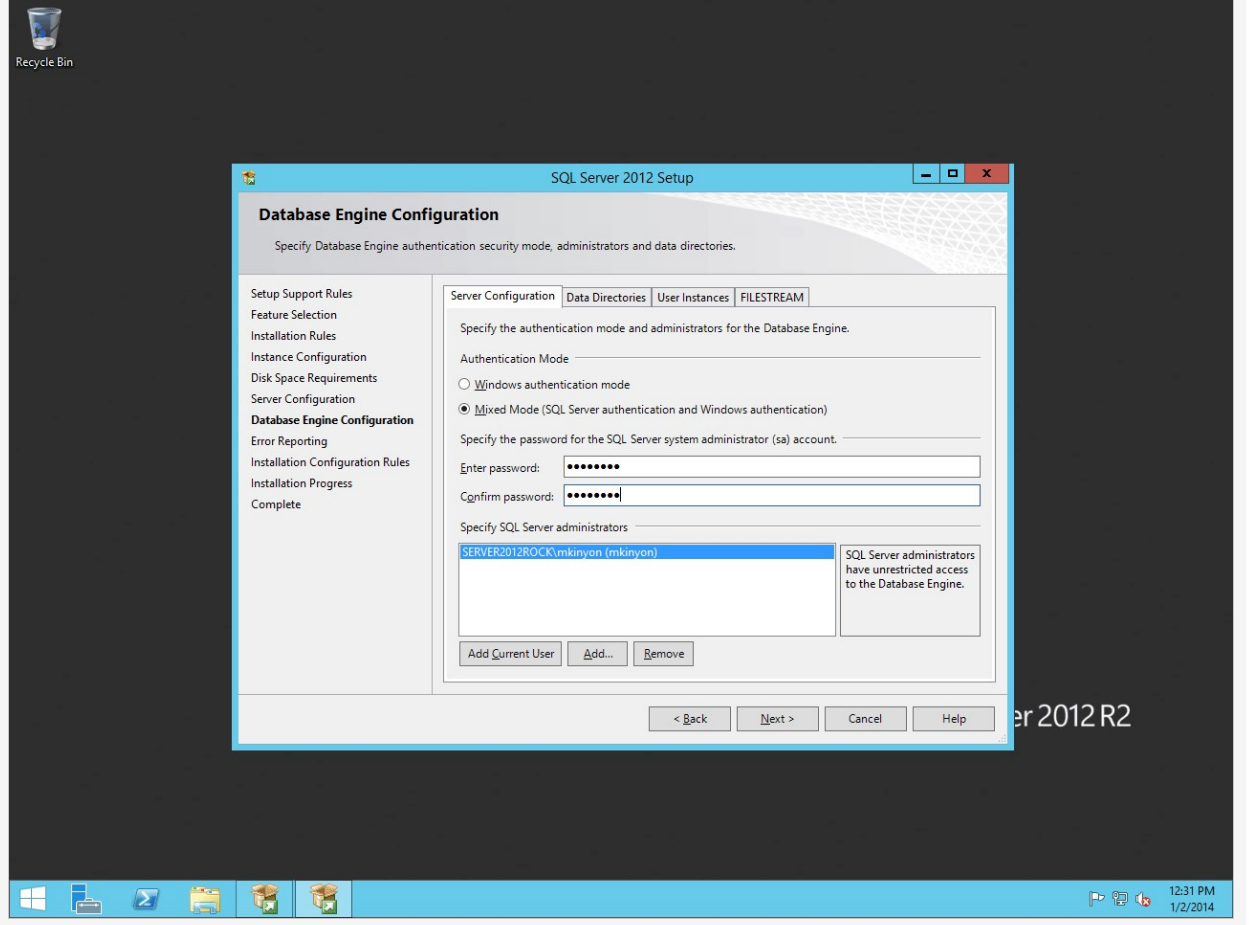 Recycle Bin
SQL Server 2012 Setup
Database Engine Configuration
Specify Database Engine authentication security mode, administrators and data directories.
Setup Support Rules
Feature Selection
Installation Rules
Instance Configuration
Disk Space Requirements
Server Configuration
Database Engine Configuration
Error Reporting
Installation Configuration Rules
Installation Progress
Complete
Server Configuration Data Directories User Instances FILESTREAM
Specify the authentication mode and administrators for the Database Engine.
Authentication Mode
Windows authentication mode
Mixed Mode (SQL Server authentication and Windows authentication)
Specify the password for the SQL Server system administrator (sa) account.
Enter password: ●●●●●●●●
Confirm password: ●●●●●●●●
Specify SQL Server administrators
SERVER2012ROCK\mkinyon (mkinyon)
SQL Server administrators
have unrestricted access
to the Database Engine.
Add Current User Add... Remove
< Back Next > Cancel Help
er 2012 R2
12:31 PM
1/2/2014